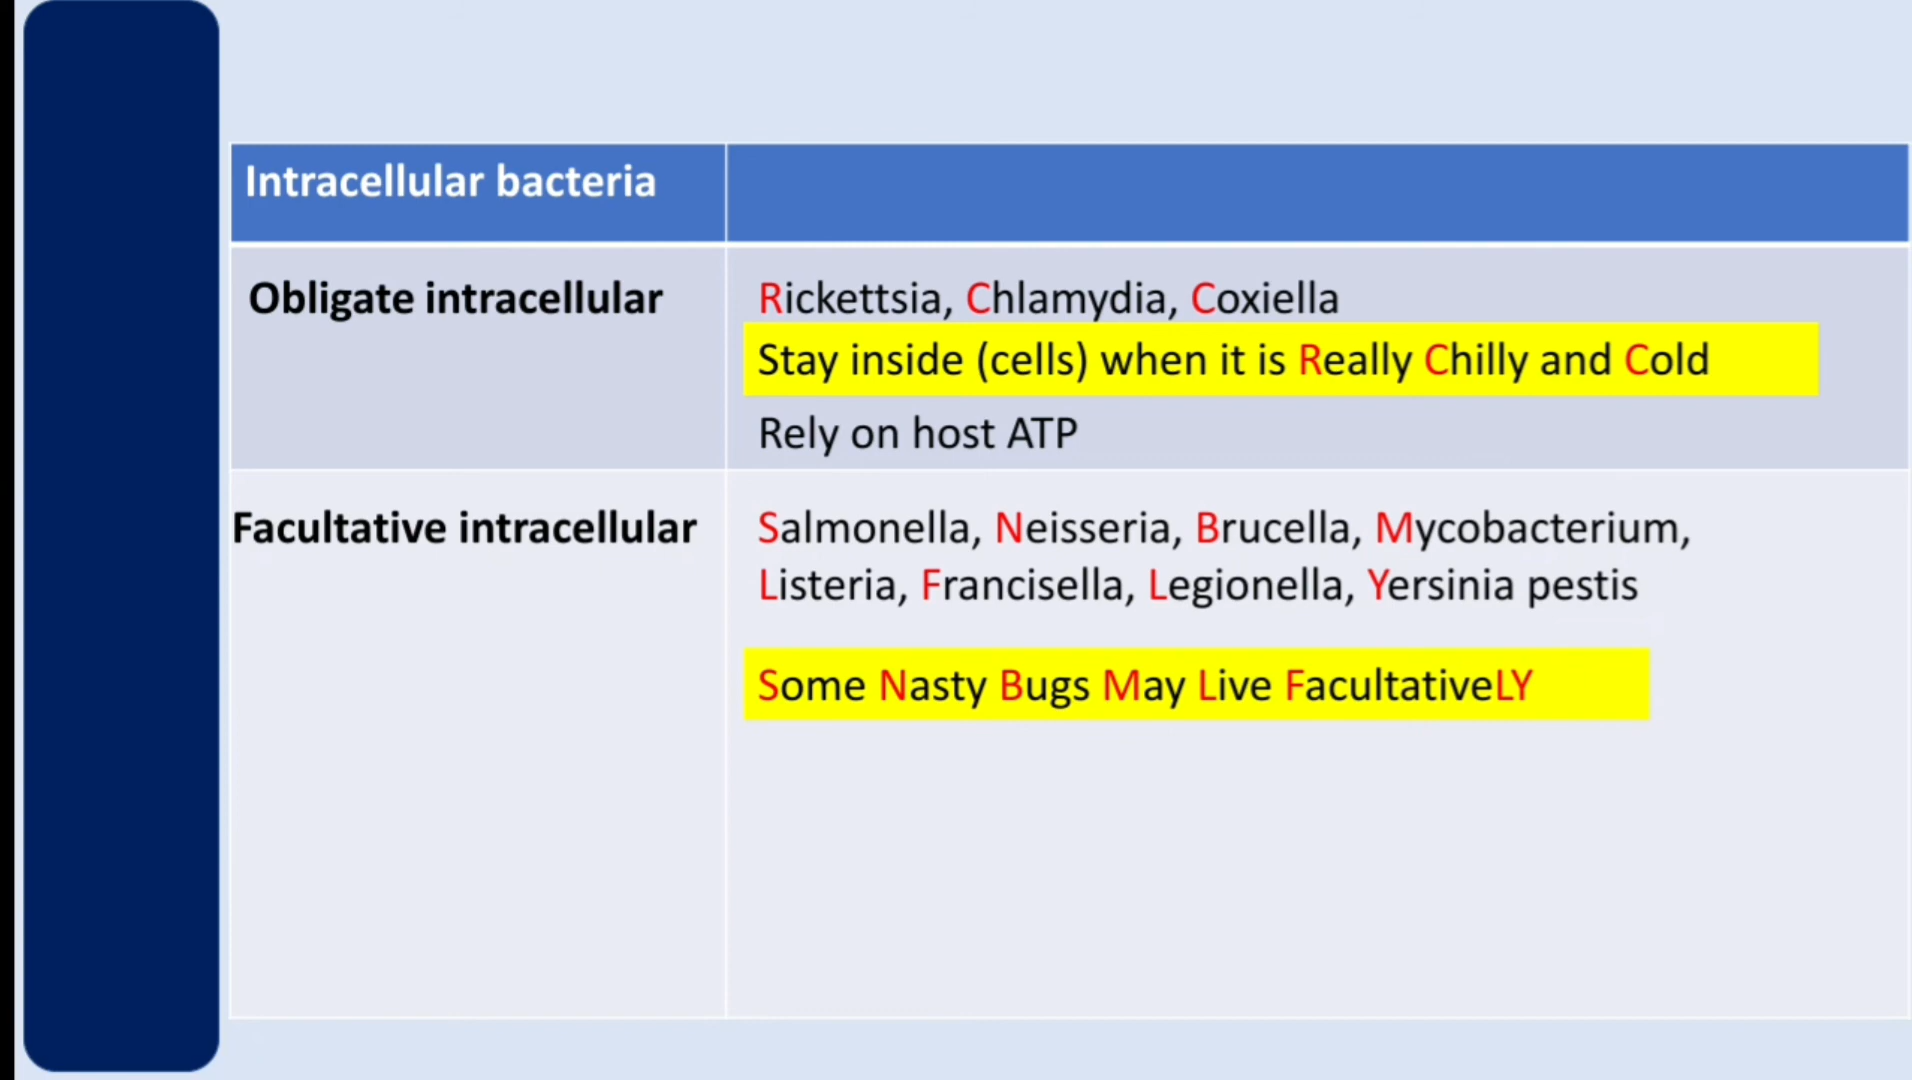 Intracellular bacteria
Obligate intracellular
Rickettsia, Chlamydia, Coxiella
Stay inside (cells) when it is Really Chilly and Cold
Rely on host ATP
Facultative intracellular
Salmonella, Neisseria, Brucella, Mycobacterium,
Listeria, Francisella, Legionella, Yersinia pestis
Some Nasty Bugs May Live FacultativeLY